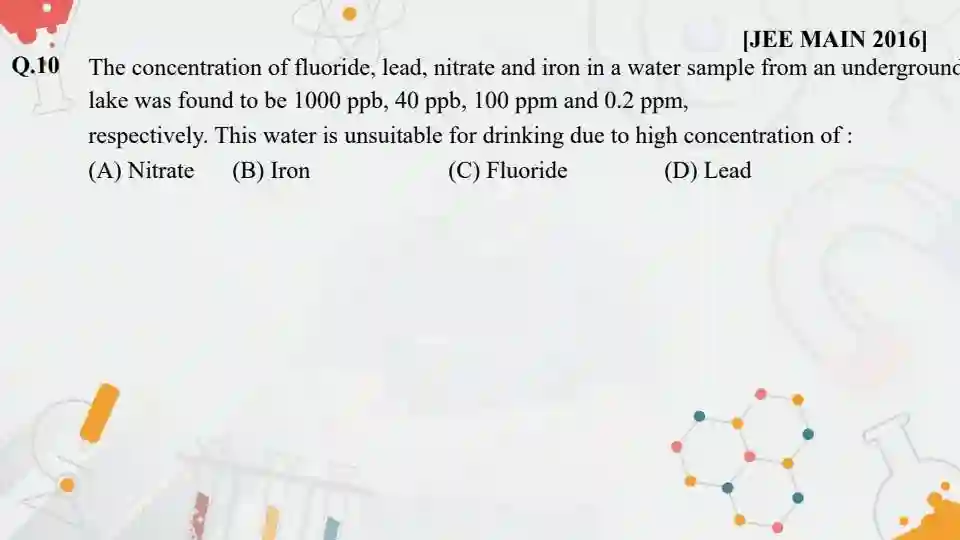 [JEE MAIN 2016]
Q.10 The concentration of fluoride, lead, nitrate and iron in a water sample from an underground
lake was found to be 1000 ppb, 40 ppb, 100 ppm and 0.2 ppm,
respectively. This water is unsuitable for drinking due to high concentration of :
(A) Nitrate (B) Iron (C) Fluoride (D) Lead